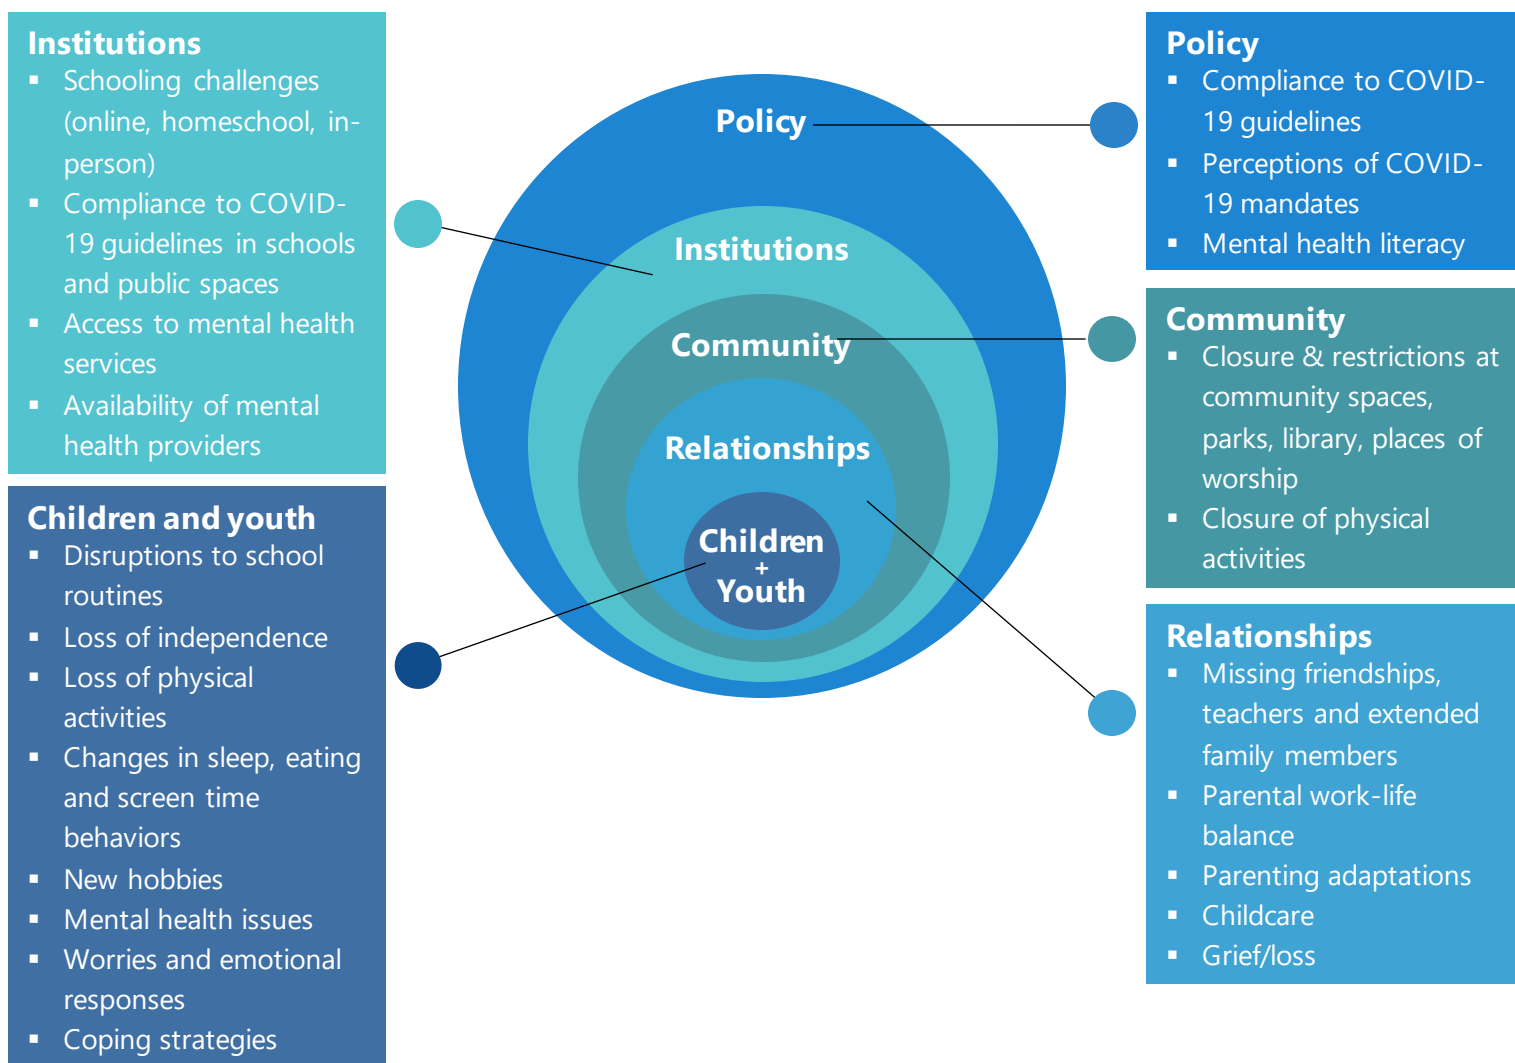 Institutions
▪ Schooling challenges
(online, homeschool, in-
person)
▪ Compliance to COVID-
19 guidelines in schools
and public spaces
▪ Access to mental health
services
▪ Availability of mental
health providers
Children and youth
▪ Disruptions to school
routines
▪ Loss of independence
▪ Loss of physical
activities
▪ Changes in sleep, eating
and screen time
behaviors
▪ New hobbies
▪ Mental health issues
▪ Worries and emotional
responses
▪ Coping strategies
Policy
Institutions
Community
Relationships
Children
+
Youth
Policy
▪ Compliance to COVID-
19 guidelines
▪ Perceptions of COVID-
19 mandates
▪ Mental health literacy
Community
▪ Closure & restrictions at
community spaces,
parks, library, places of
worship
▪ Closure of physical
activities
Relationships
▪ Missing friendships,
teachers and extended
family members
▪ Parental work-life
balance
▪ Parenting adaptations
▪ Childcare
▪ Grief/loss